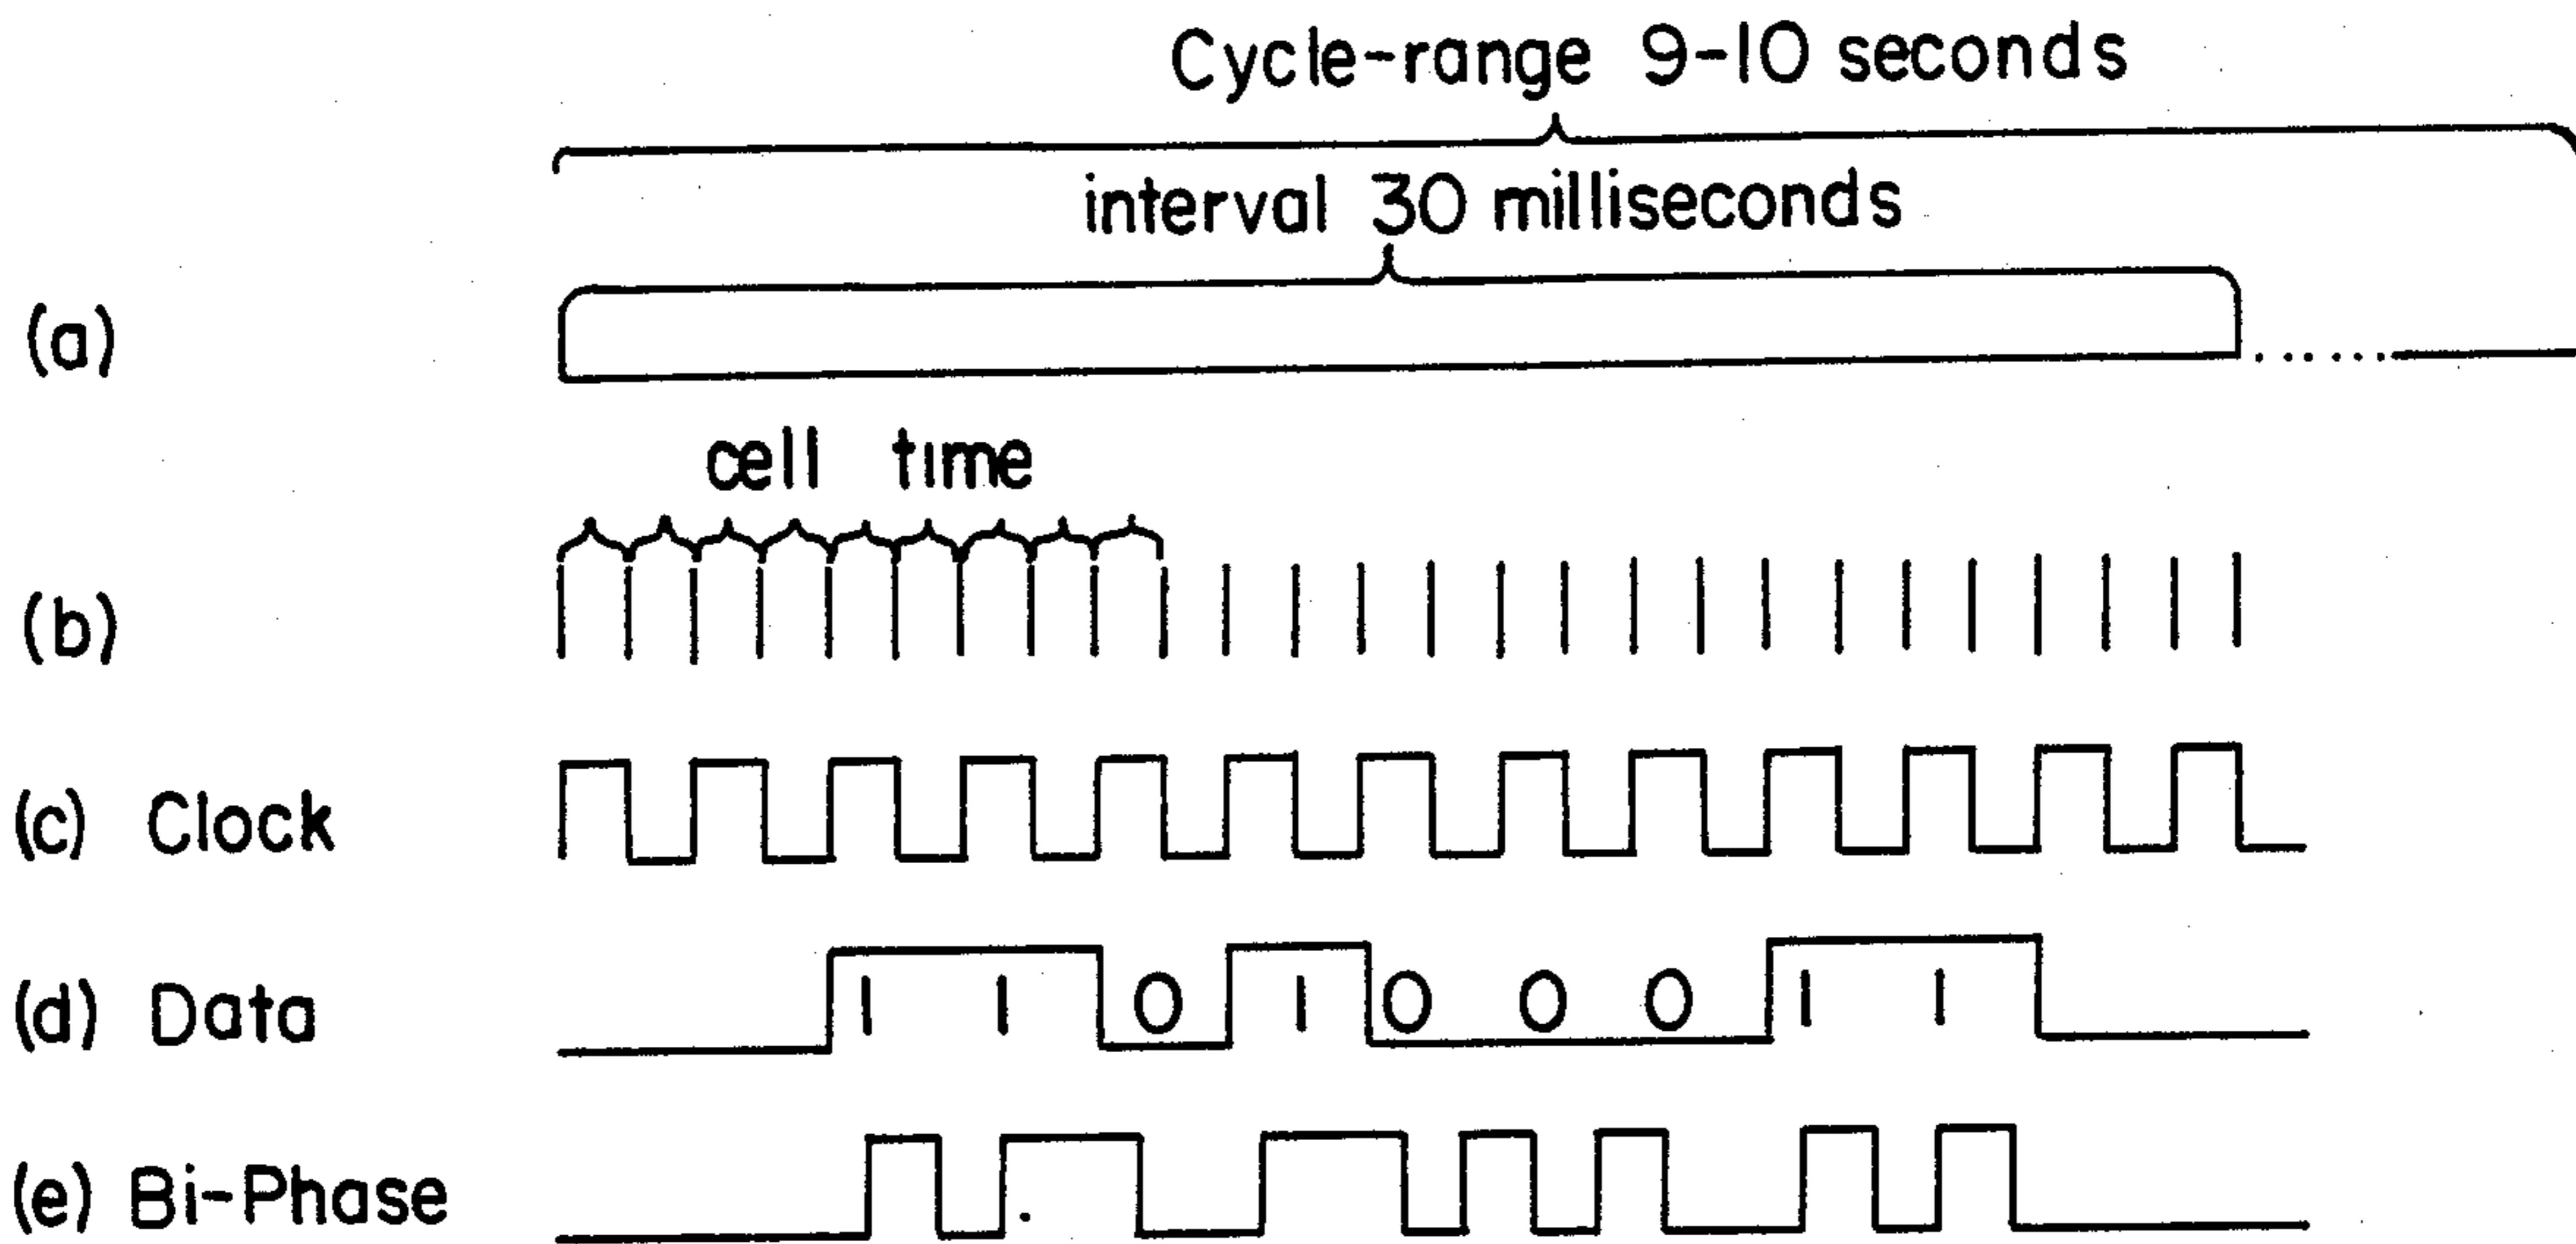 Cycle-range 9-10 seconds
interval 30 milliseconds
(a)
cell time
(b)
(c) Clock
(d) Data
1 1 0 1 0 0 0 1 1
(e) Bi-Phase